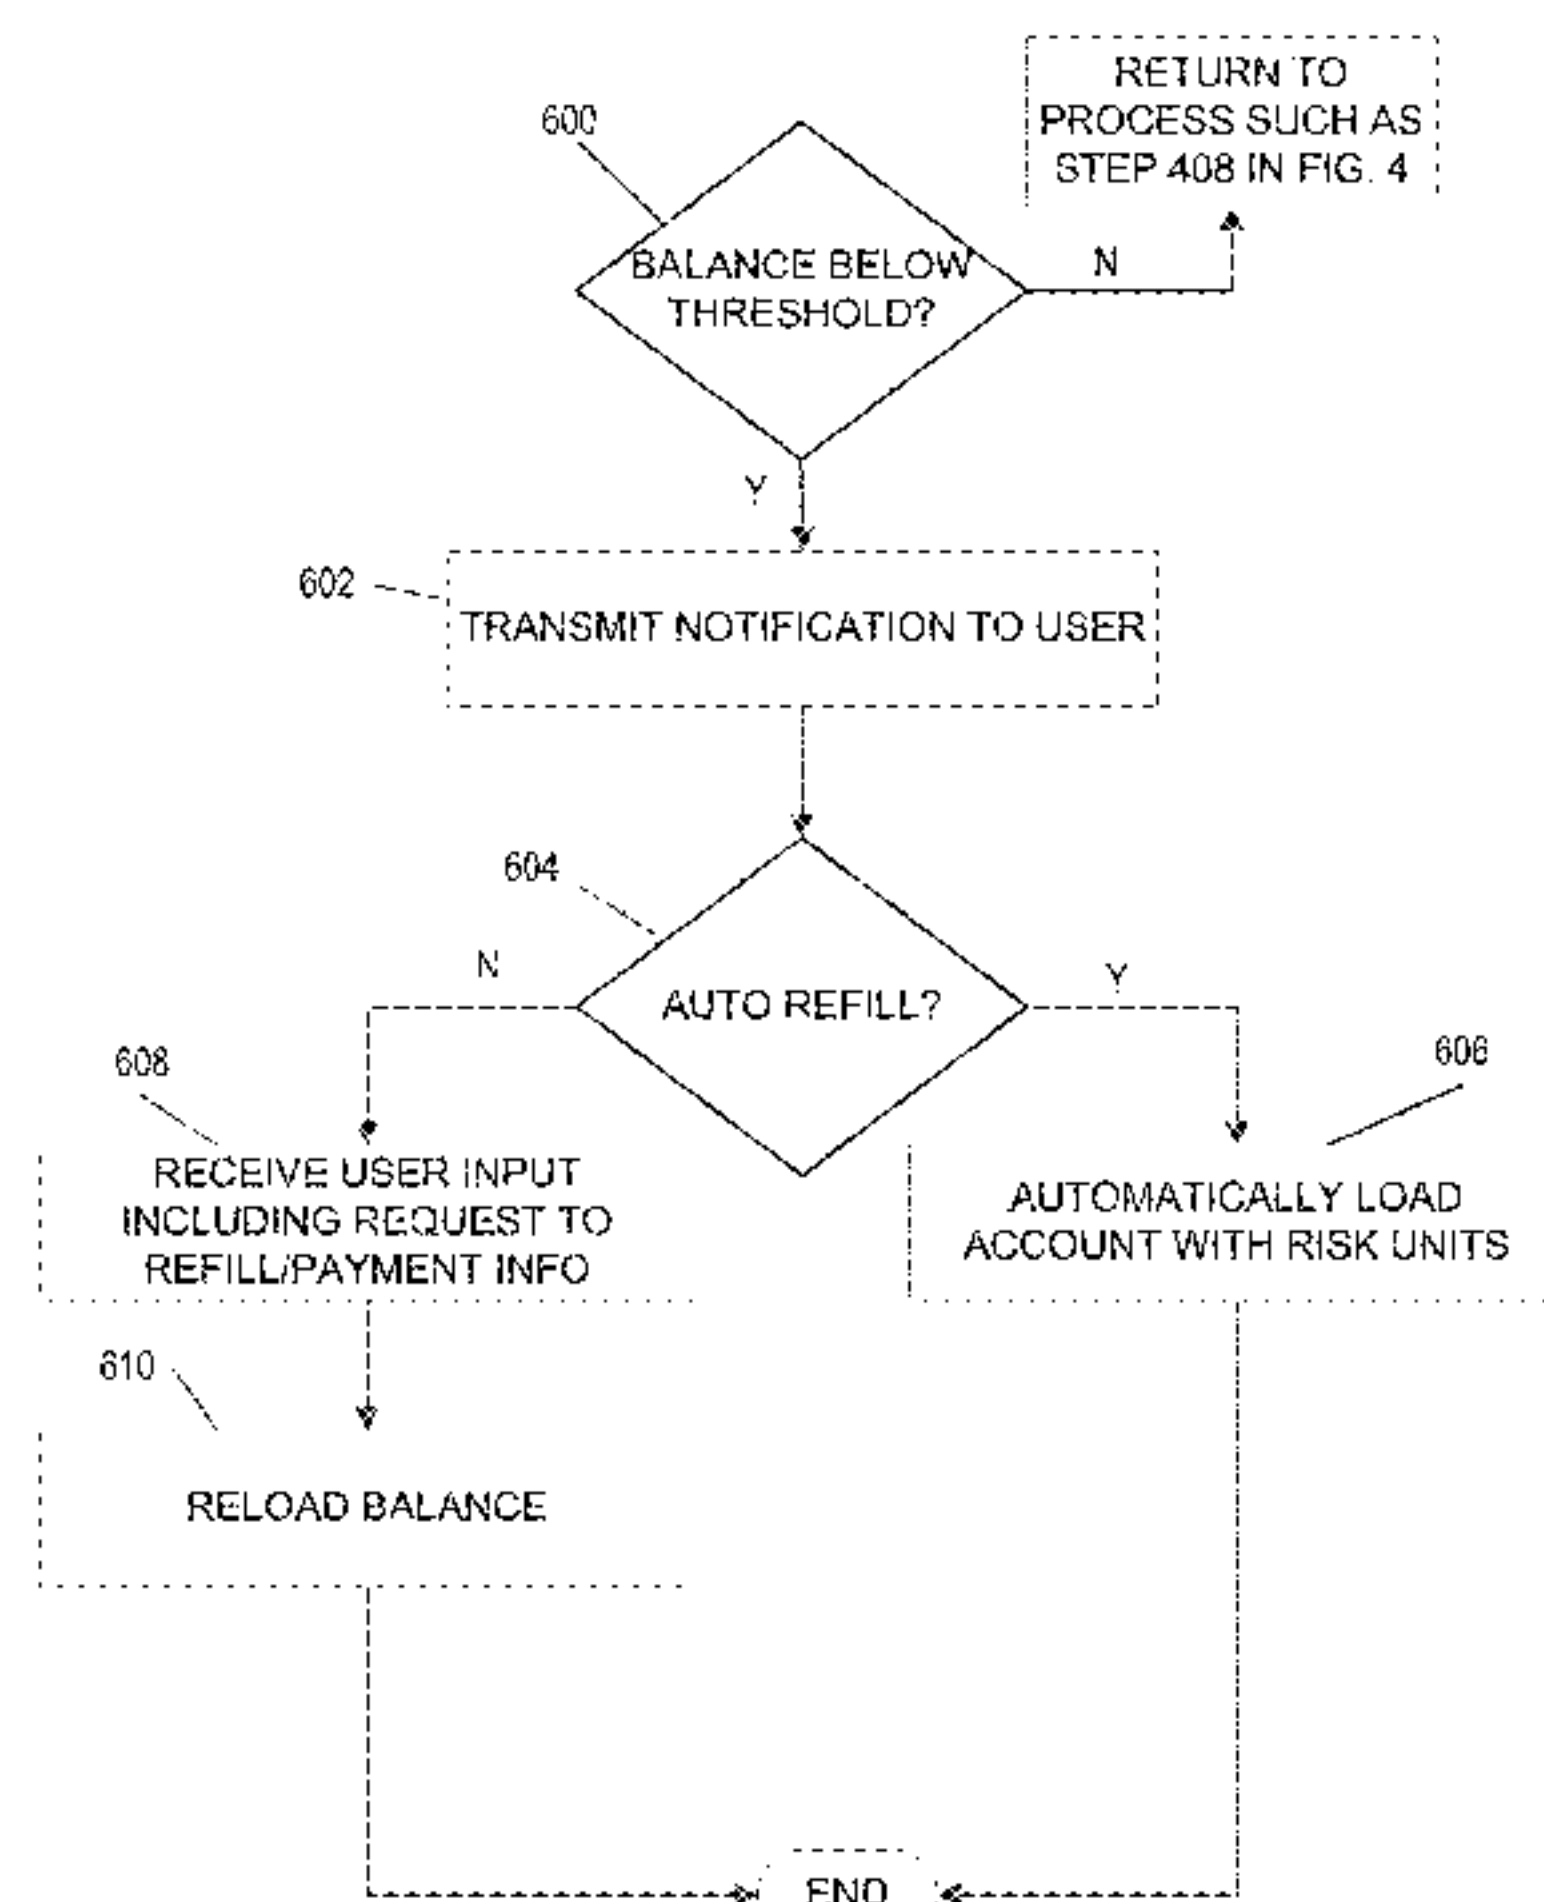 RETURN TO
PROCESS SUCH AS
STEP 408 IN FIG. 4
600
BALANCE BELOW
THRESHOLD?
N
Y
602
TRANSMIT NOTIFICATION TO USER
604
AUTO REFILL?
N
Y
608
606
RECEIVE USER INPUT
INCLUDING REQUEST TO
REFILL/PAYMENT INFO
AUTOMATICALLY LOAD
ACCOUNT WITH RISK UNITS
610
RELOAD BALANCE
END